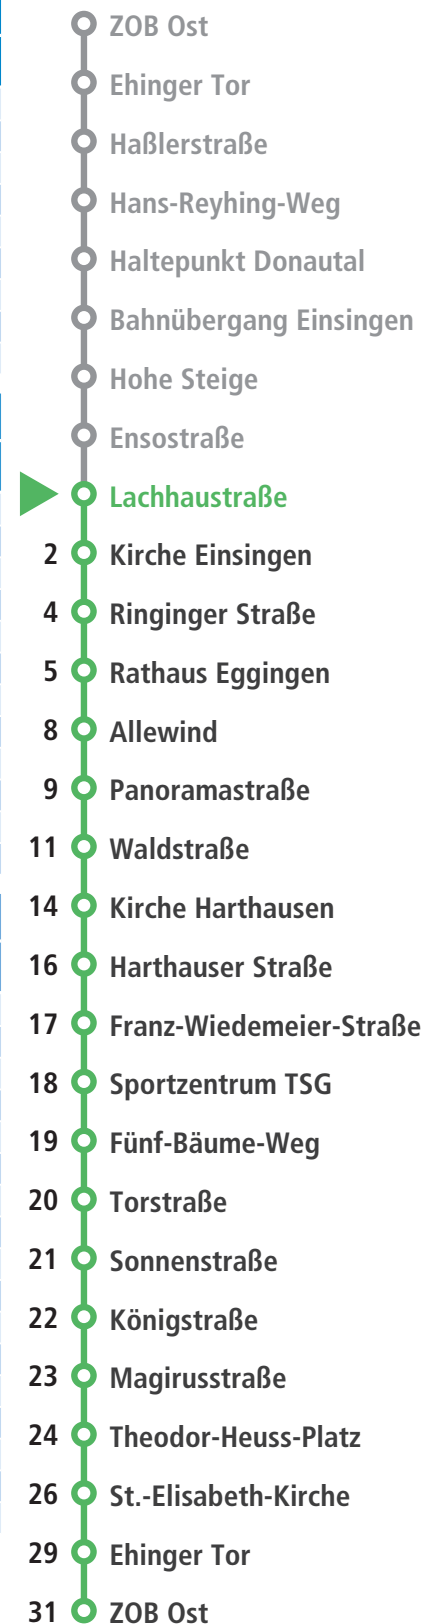 ZOB Ost
Ehinger Tor
Haßlerstraße
Hans-Reyhing-Weg
Haltepunkt Donautal
Bahnübergang Einsingen
Hohe Steige
Ensostraße
Lachhaustraße
2 Kirche Einsingen
4 Ringinger Straße
5 Rathaus Eggingen
8 Allewind
9 Panoramastraße
11 Waldstraße
14 Kirche Harthausen
16 Harthauser Straße
17 Franz-Wiedemeier-Straße
18 Sportzentrum TSG
19 Fünf-Bäume-Weg
20 Torstraße
21 Sonnenstraße
22 Königstraße
23 Magirusstraße
24 Theodor-Heuss-Platz
26 St.-Elisabeth-Kirche
29 Ehinger Tor
31 ZOB Ost